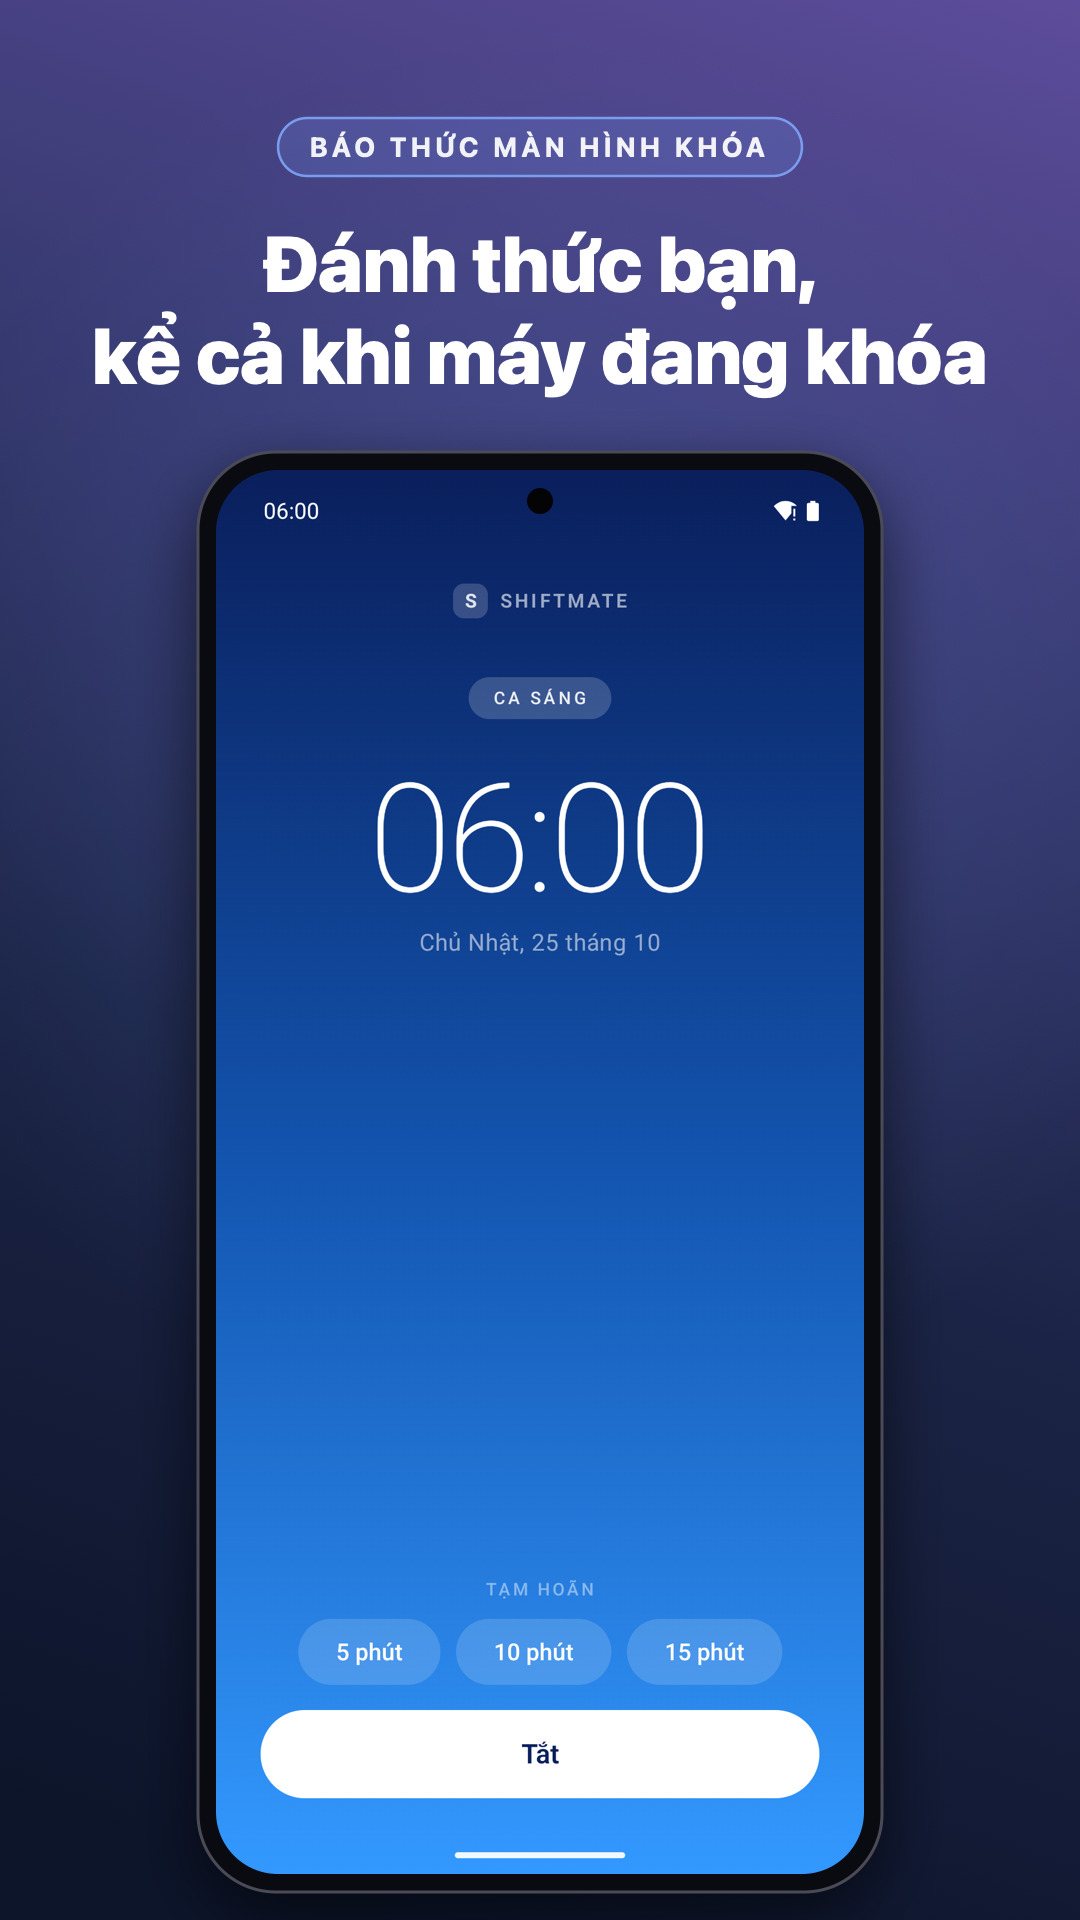 BÁO THỨC MÀN HÌNH KHÓA
Đánh thức bạn,
kể cả khi máy đang khóa
06:00
S SHIFTMATE
CA SÁNG
06:00
Chủ Nhật, 25 tháng 10
TẠM HOÃN
5 phút 10 phút 15 phút
Tắt